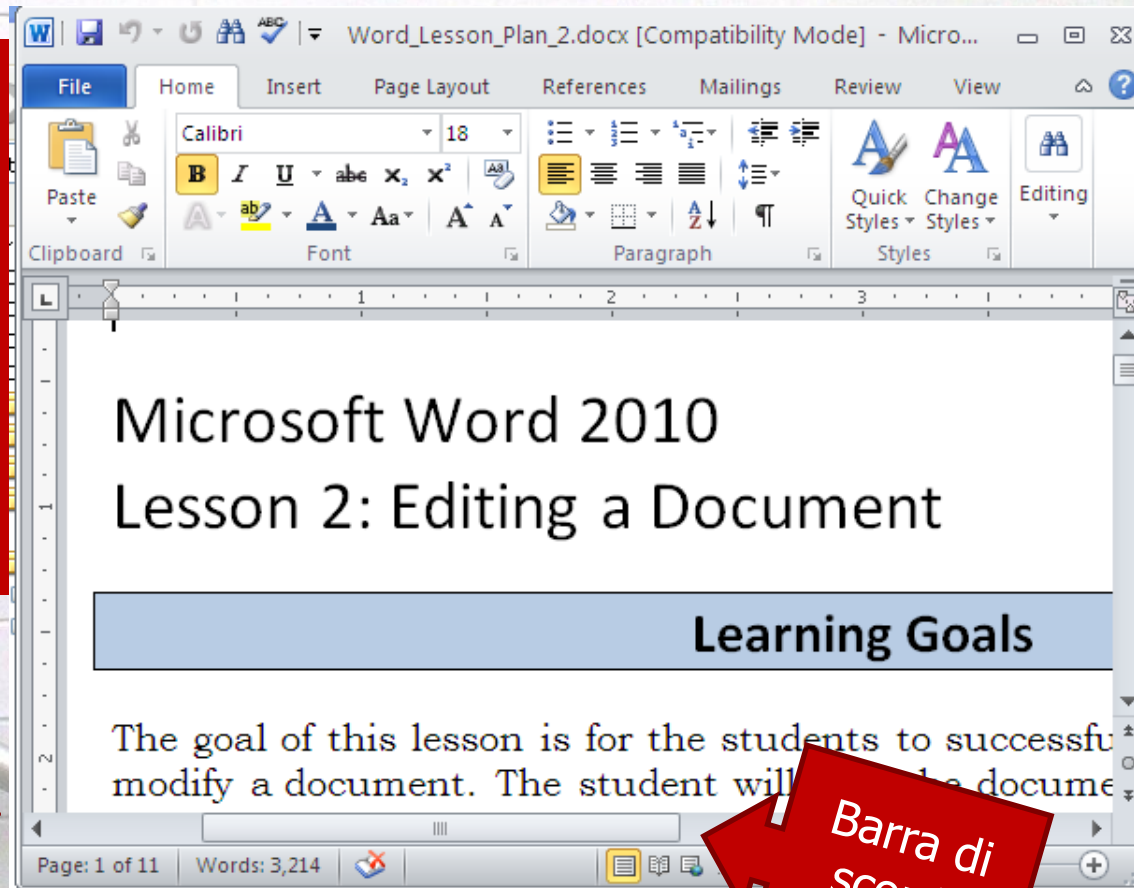 Word_Lesson_Plan_2.docx [Compatibility Mode] - Micro...
File Home Insert Page Layout References Mailings Review View
Calibri 18
Paste
Quick Styles
Change Styles
Editing
Clipboard Font Paragraph Styles
1 2 3
Microsoft Word 2010
Lesson 2: Editing a Document
Learning Goals
The goal of this lesson is for the students to
modify a document. The student
Page: 1 of 11 Words: 3,214
Barra di